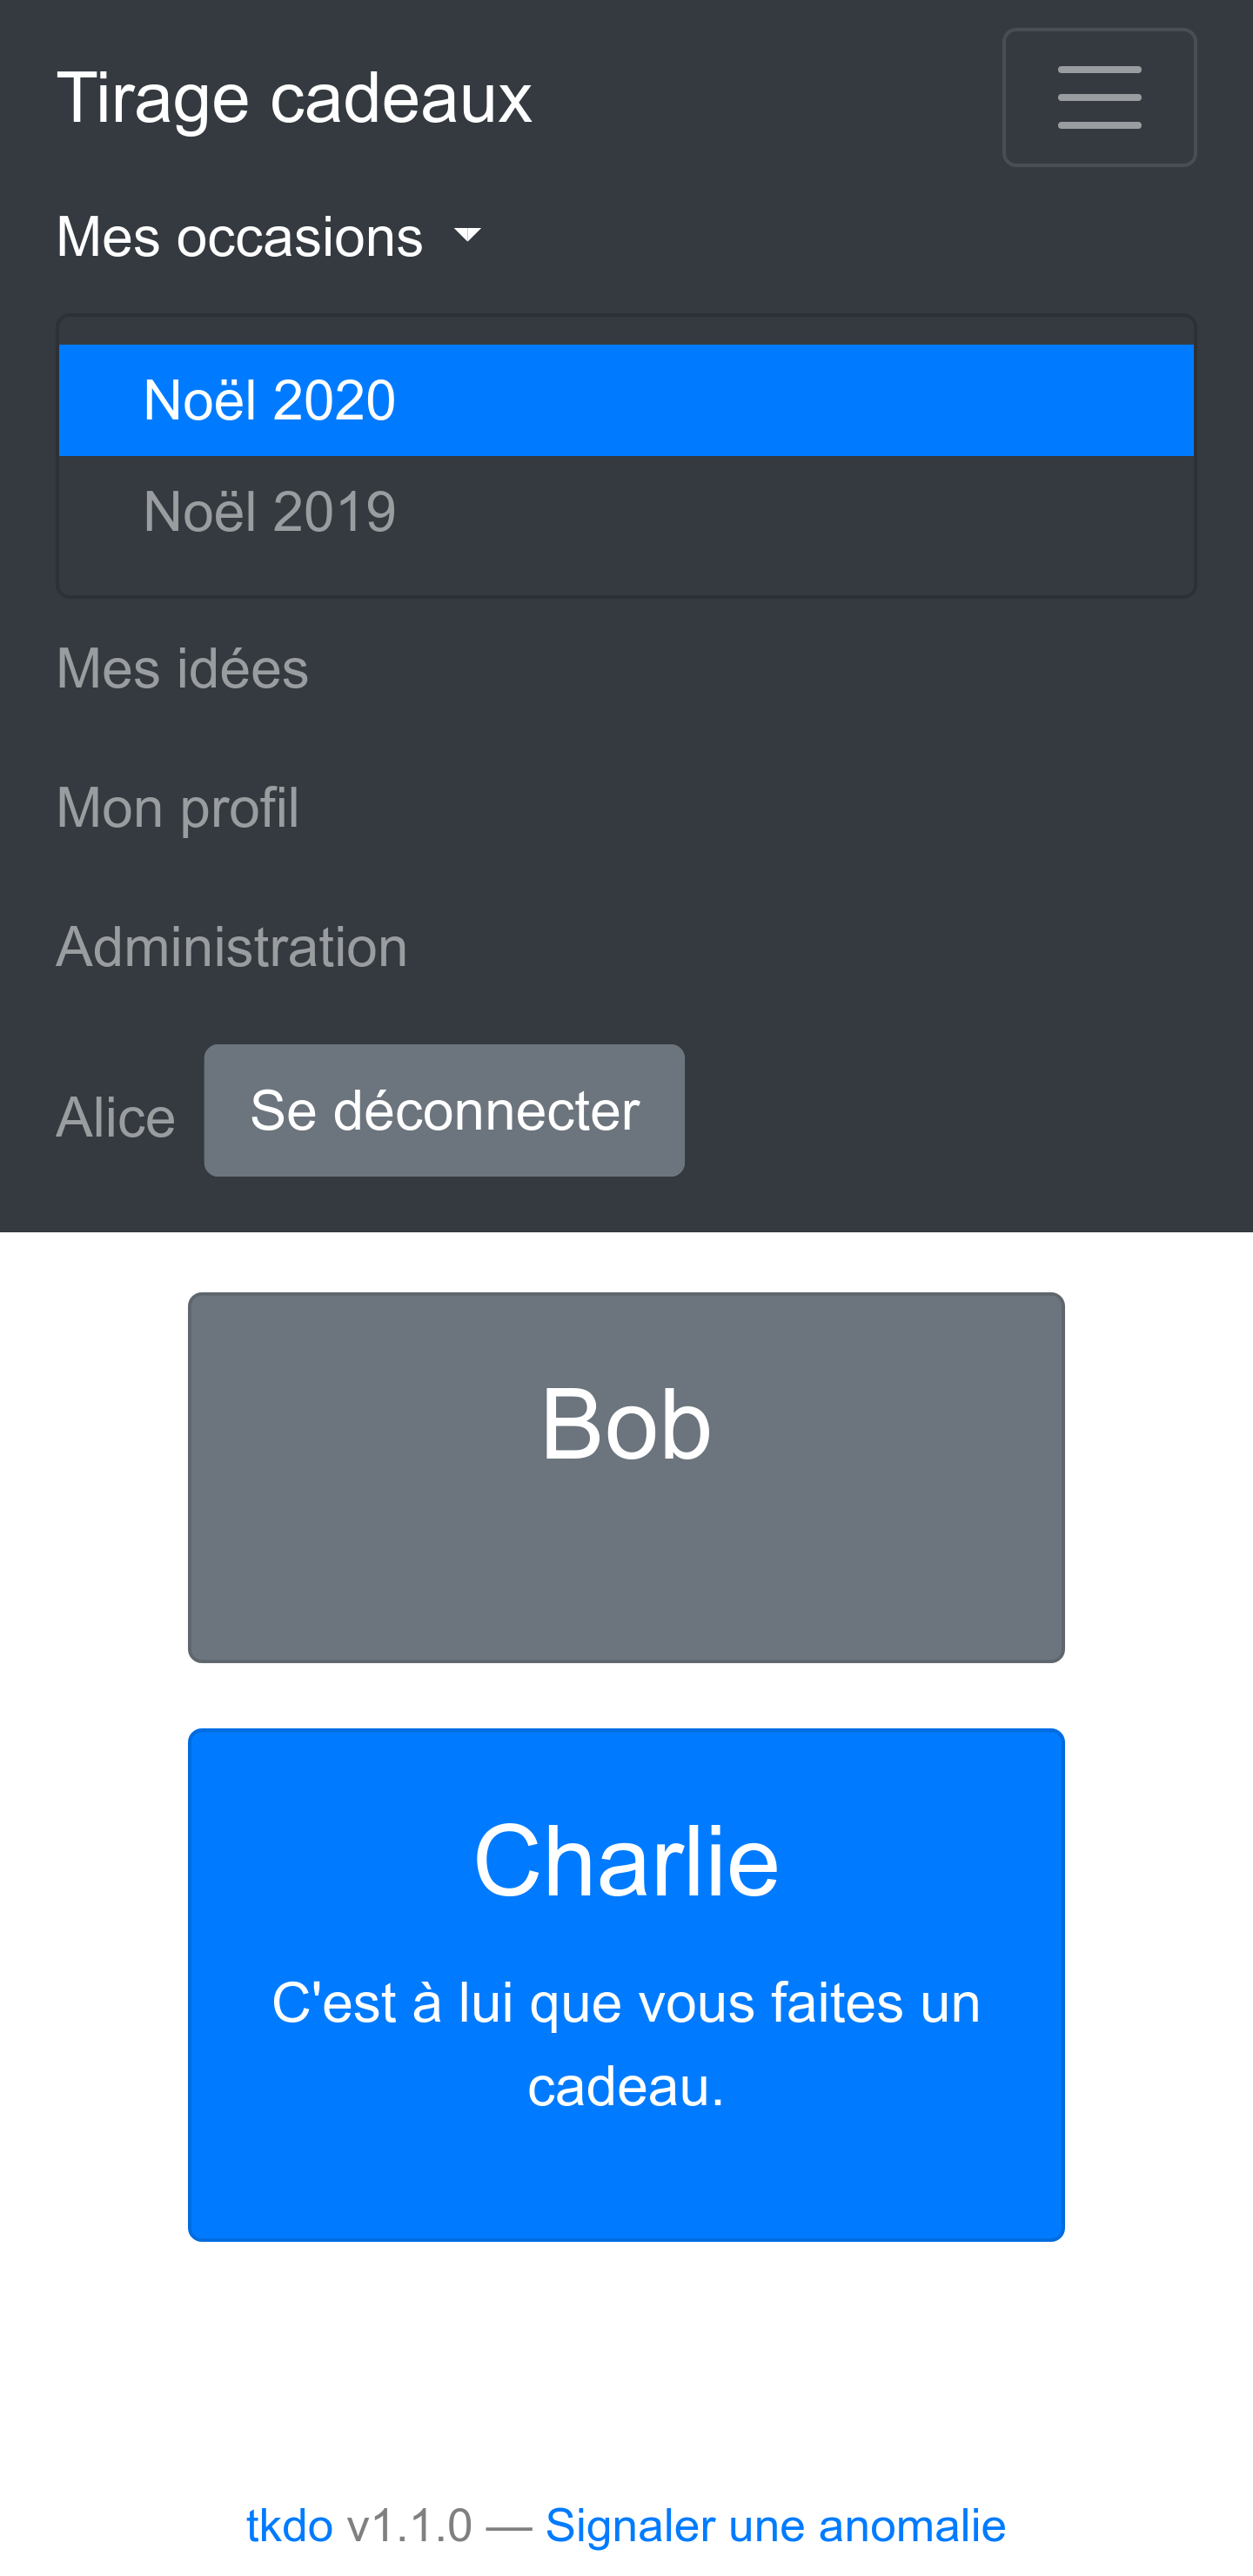 Tirage cadeaux
Mes occasions
Noël 2020
Noël 2019
Mes idées
Mon profil
Administration
Alice Se déconnecter
Bob
Charlie
C'est à lui que vous faites un
cadeau.
tkdo v1.1.0 — Signaler une anomalie